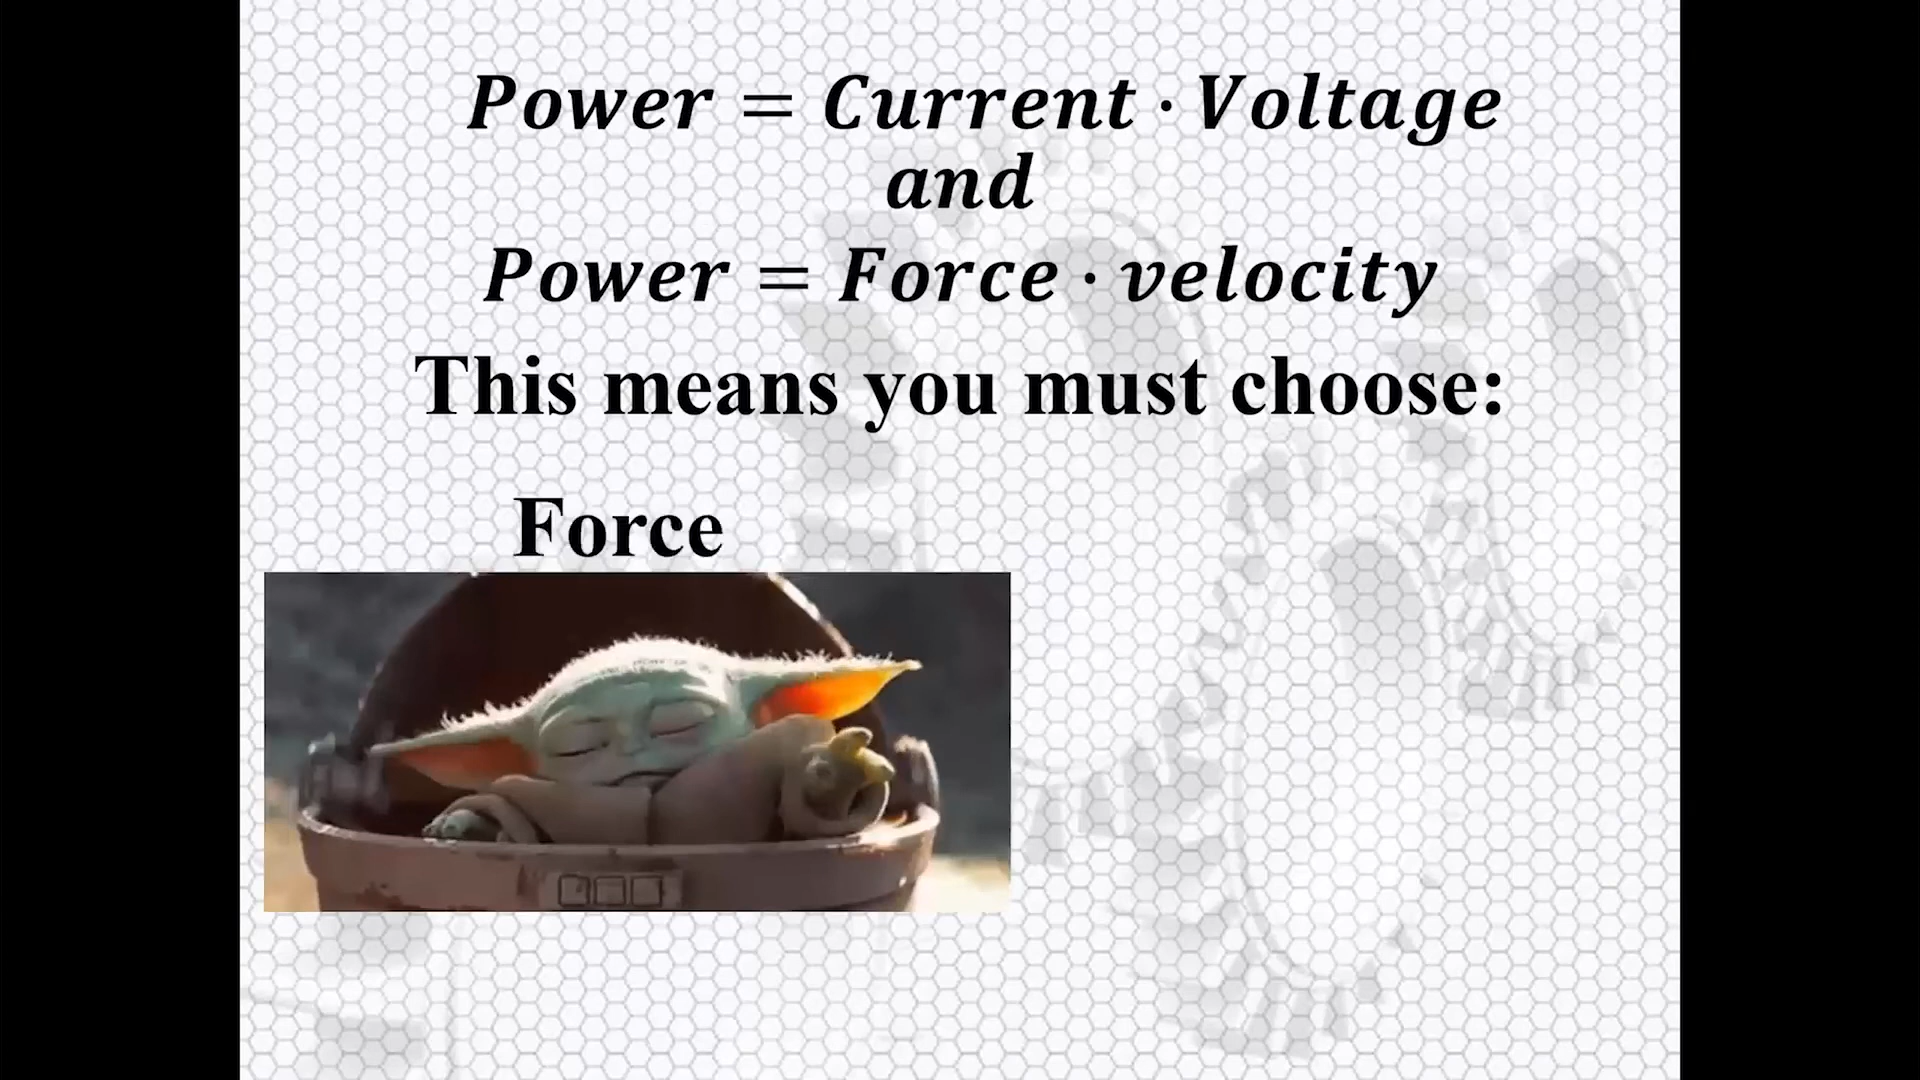 Power = Current · Voltage
and
Power = Force · velocity
This means you must choose:
Force